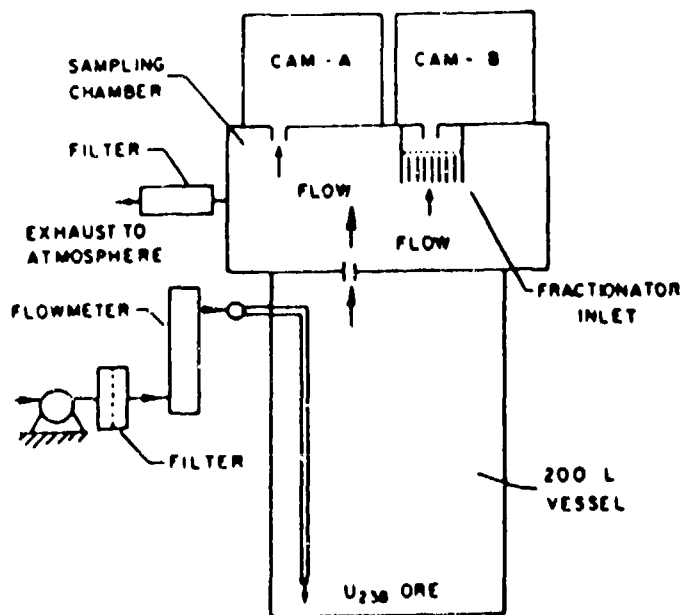 CAM - A
CAM - B
SAMPLING
CHAMBER
FILTER
FLOW
EXHAUST TO
ATMOSPHERE
FLOW
FRACTIONATOR
INLET
FLOWMETER
FILTER
200 L
VESSEL
U238 ORE